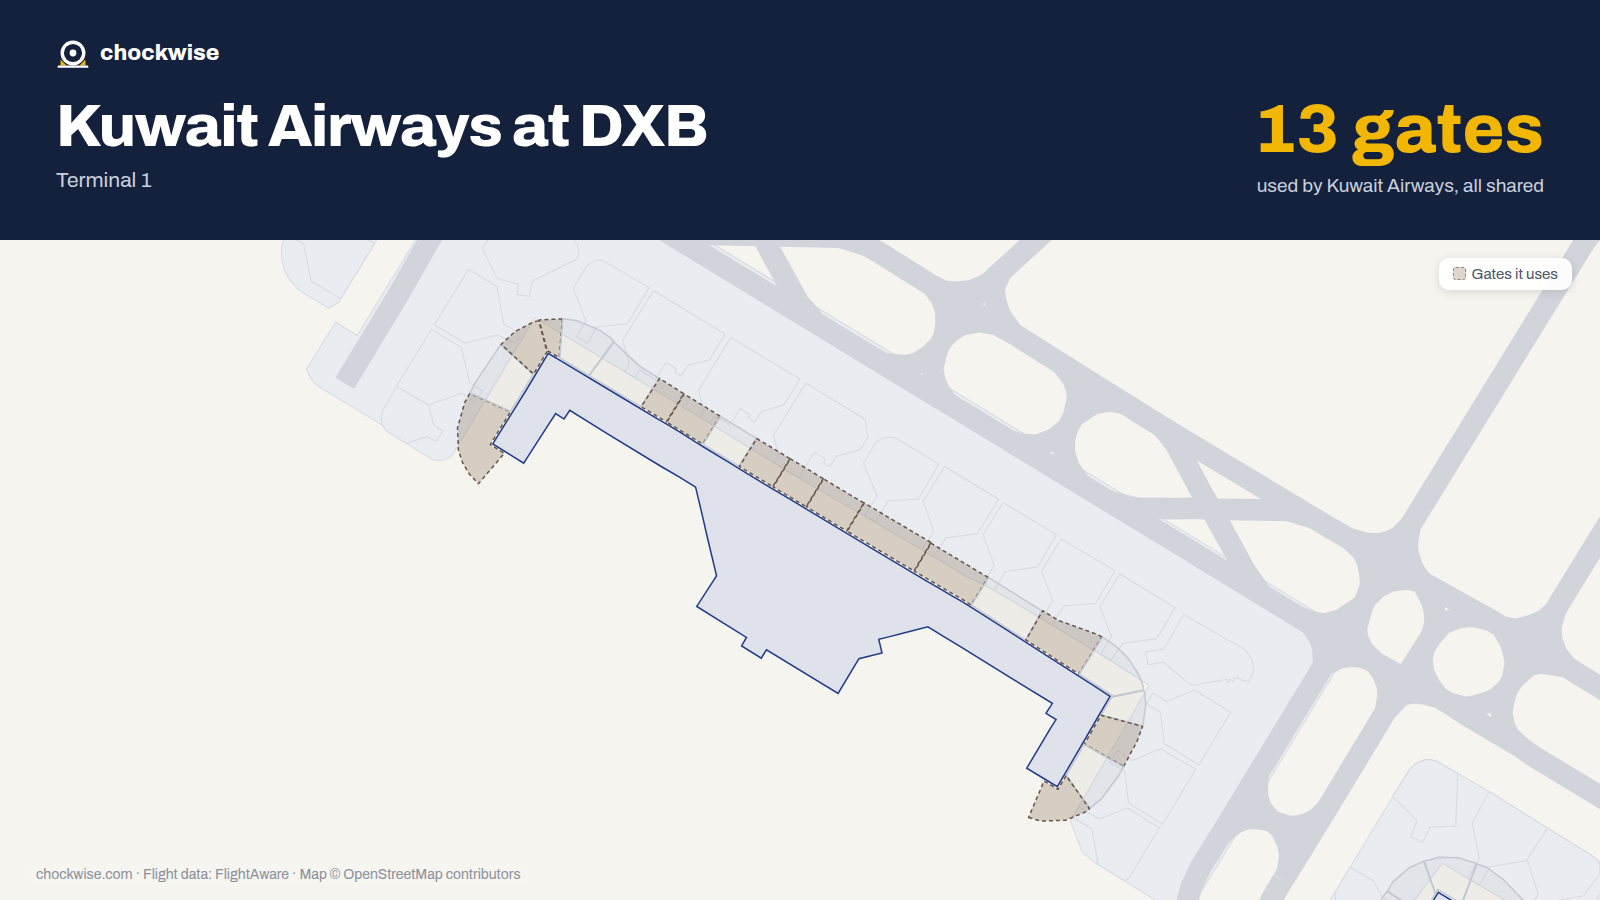 chockwise
Kuwait Airways at DXB
Terminal 1
13 gates
used by Kuwait Airways, all shared
Gates it uses
chockwise.com · Flight data: FlightAware · Map © OpenStreetMap contributors